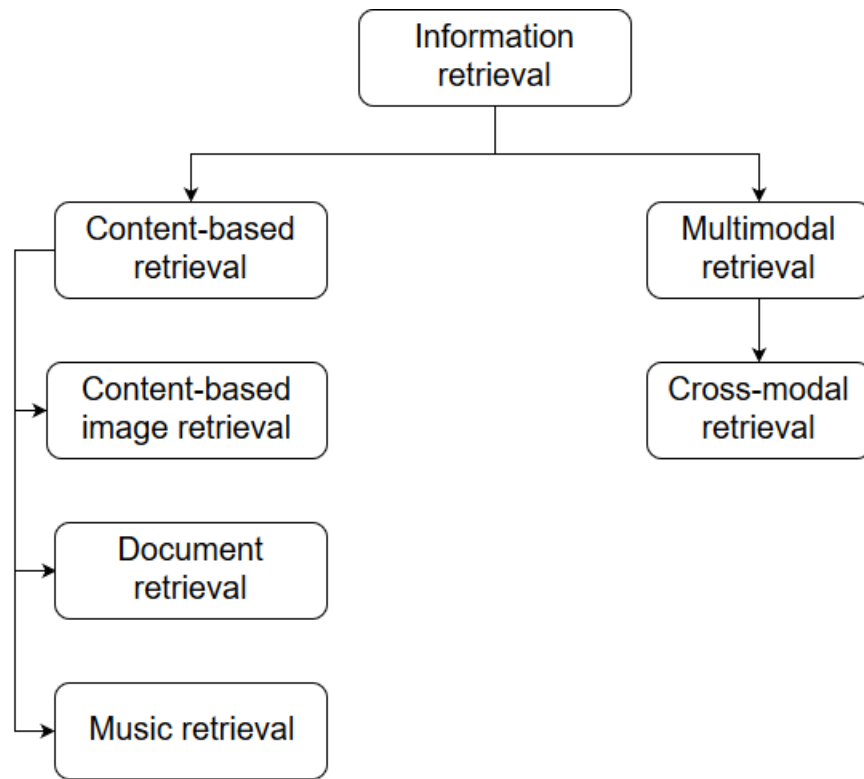 Information
retrieval
Content-based
retrieval
Multimodal
retrieval
Content-based
image retrieval
Cross-modal
retrieval
Document
retrieval
Music retrieval